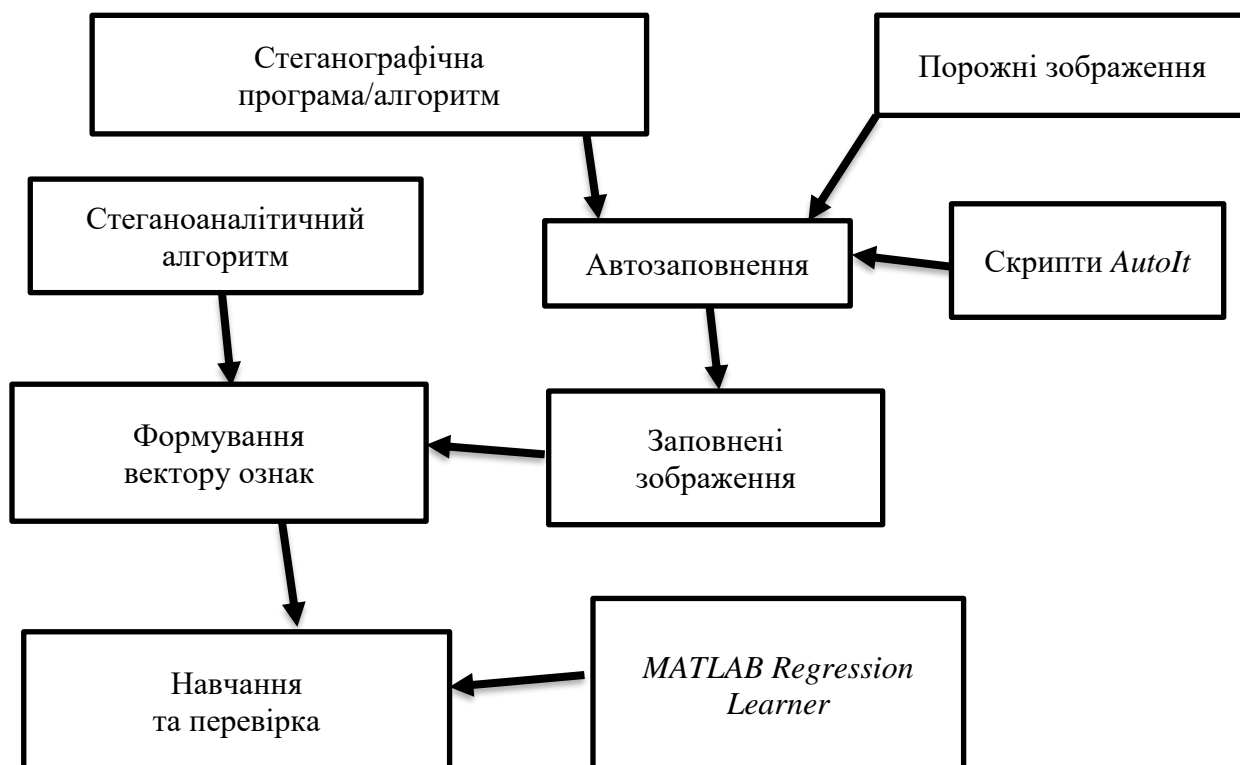 Стеганографічна
програма/алгоритм
Порожні зображення
Стеганоаналітичний
алгоритм
Автозаповнення
Скрипти AutoIt
Формування
вектору ознак
Заповнені
зображення
Навчання
та перевірка
MATLAB Regression
Learner